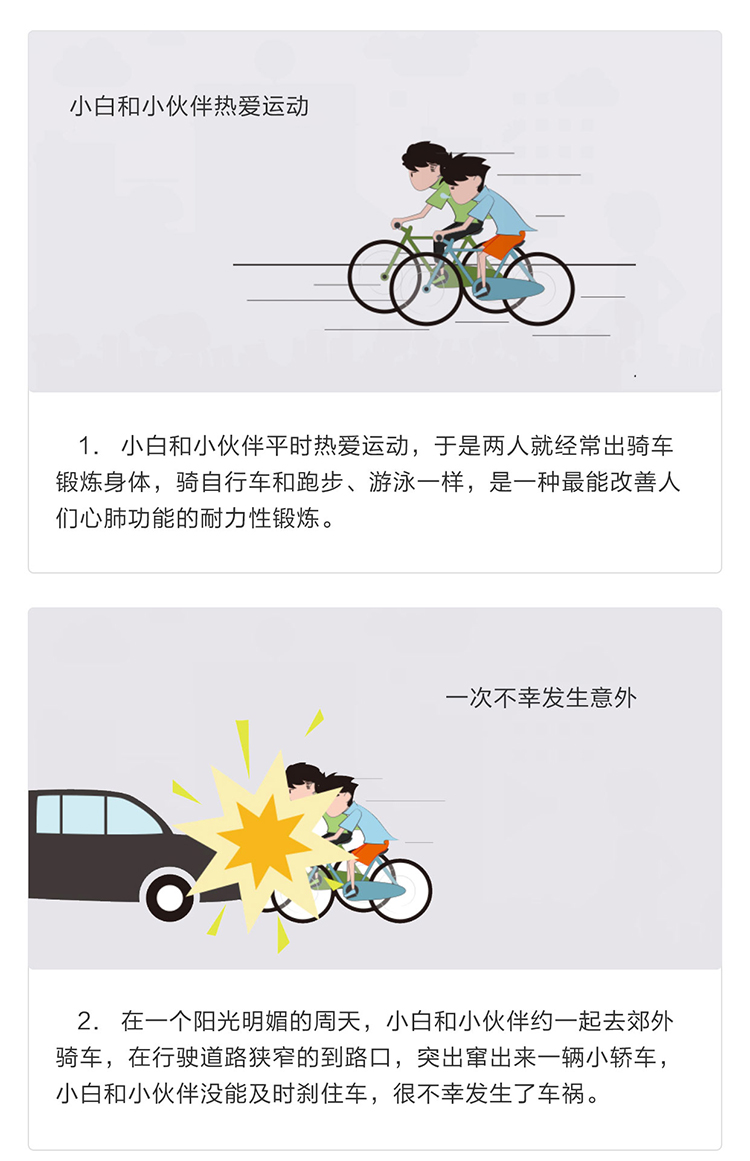 小白和小伙伴热爱运动
1. 小白和小伙伴平时热爱运动，于是两人就经常出骑车
锻炼身体，骑自行车和跑步、游泳一样，是一种最能改善人
们心肺功能的耐力性锻炼。
一次不幸发生意外
2. 在一个阳光明媚的周天，小白和小伙伴约一起去郊外
骑车，在行驶道路狭窄的到路口，突出窜出来一辆小轿车，
小白和小伙伴没能及时刹住车，很不幸发生了车祸。